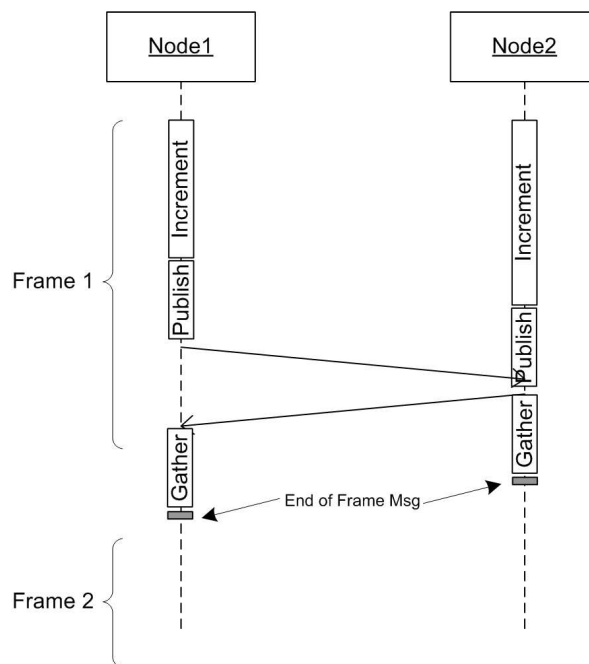 Node1
Node2
Increment
Increment
Frame 1
Publish
Publish
Gather
Gather
End of Frame Msg
Frame 2